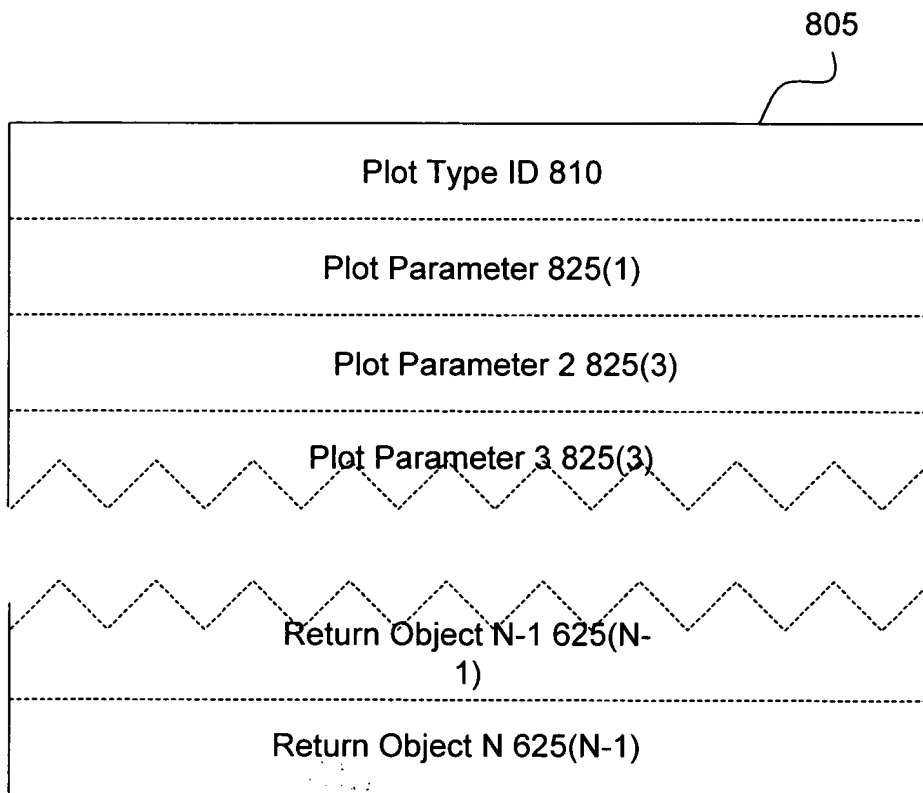 805
Plot Type ID 810
Plot Parameter 825(1)
Plot Parameter 2 825(3)
Plot Parameter 3 825(3)
Return Object N-1 625(N-
1)
Return Object N 625(N-1)